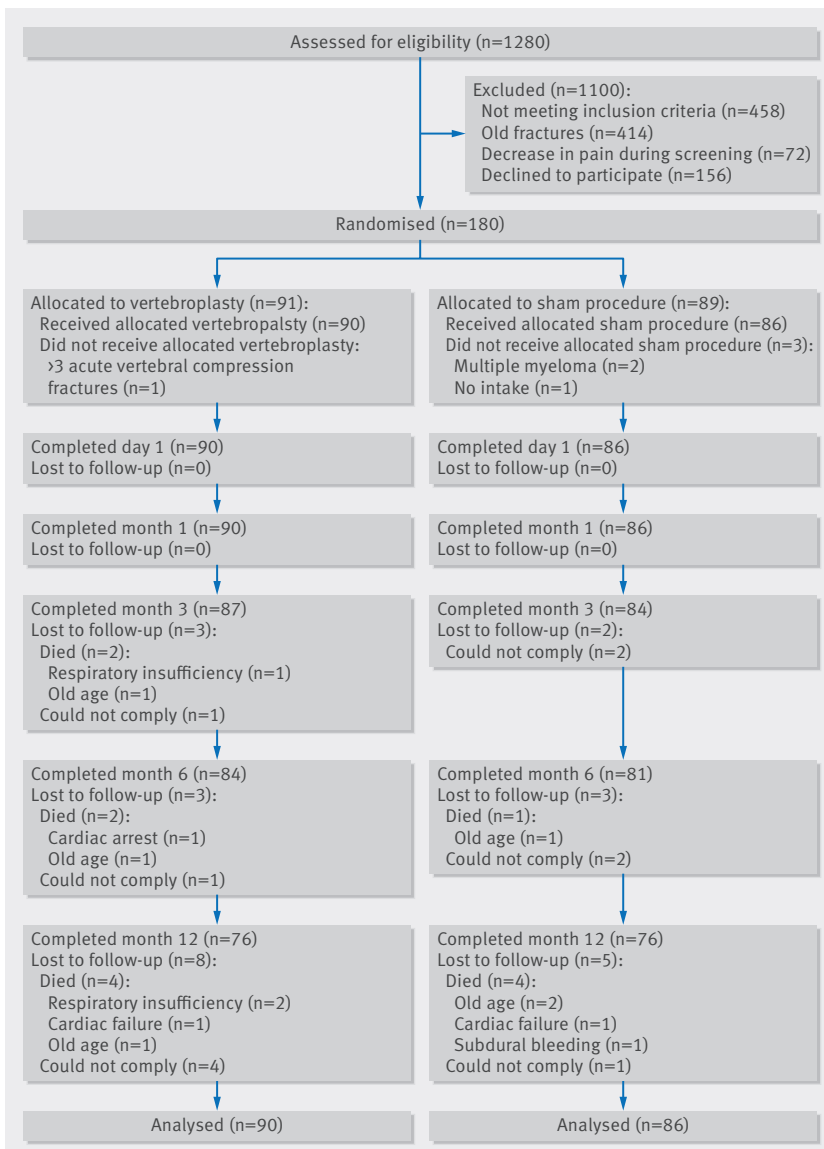 Assessed for eligibility (n=1280)
Excluded (n=1100):
Not meeting inclusion criteria (n=458)
Old fractures (n=414)
Decrease in pain during screening (n=72)
Declined to participate (n=156)
Randomised (n=180)
Allocated to vertebroplasty (n=91):
Received allocated vertebropalsty (n=90)
Did not receive allocated vertebroplasty:
>3 acute vertebral compression
fractures (n=1)
Allocated to sham procedure (n=89):
Received allocated sham procedure (n=86)
Did not receive allocated sham procedure (n=3):
Multiple myeloma (n=2)
No intake (n=1)
Completed day 1 (n=90)
Lost to follow-up (n=0)
Completed day 1 (n=86)
Lost to follow-up (n=0)
Completed month 1 (n=90)
Lost to follow-up (n=0)
Completed month 1 (n=86)
Lost to follow-up (n=0)
Completed month 3 (n=87)
Lost to follow-up (n=3):
Died (n=2):
Respiratory insufficiency (n=1)
Old age (n=1)
Could not comply (n=1)
Completed month 3 (n=84)
Lost to follow-up (n=2):
Could not comply (n=2)
Completed month 6 (n=84)
Lost to follow-up (n=3):
Died (n=2):
Cardiac arrest (n=1)
Old age (n=1)
Could not comply (n=1)
Completed month 6 (n=81)
Lost to follow-up (n=3):
Died (n=1):
Old age (n=1)
Could not comply (n=2)
Completed month 12 (n=76)
Lost to follow-up (n=8):
Died (n=4):
Respiratory insufficiency (n=2)
Cardiac failure (n=1)
Old age (n=1)
Could not comply (n=4)
Completed month 12 (n=76)
Lost to follow-up (n=5):
Died (n=4):
Old age (n=2)
Cardiac failure (n=1)
Subdural bleeding (n=1)
Could not comply (n=1)
Analysed (n=90)
Analysed (n=86)